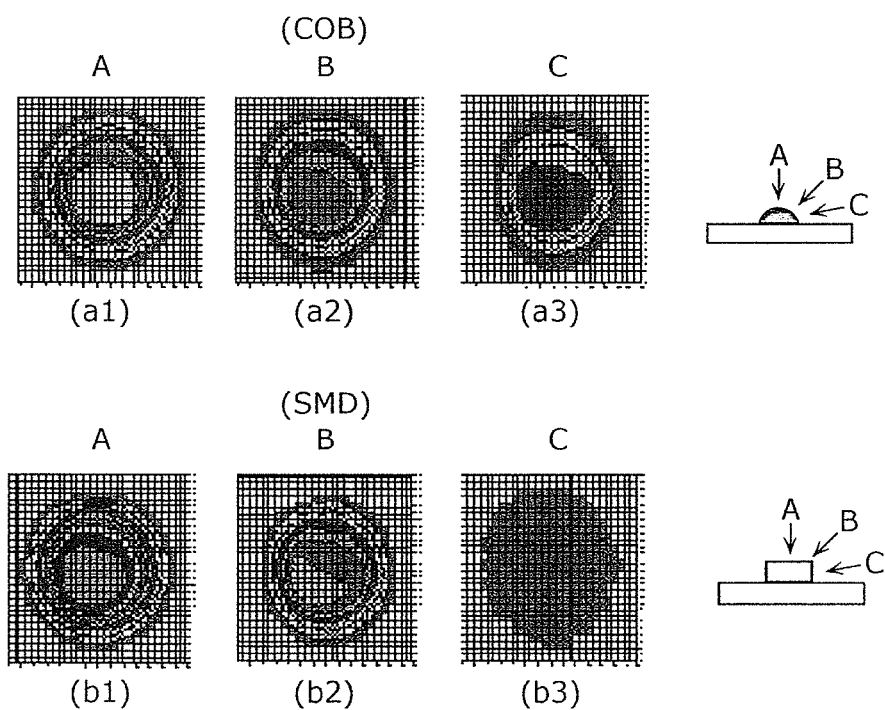 (COB)
A B C
A
B
C
(a1) (a2) (a3)
(SMD)
A B C
A
B
C
(b1) (b2) (b3)